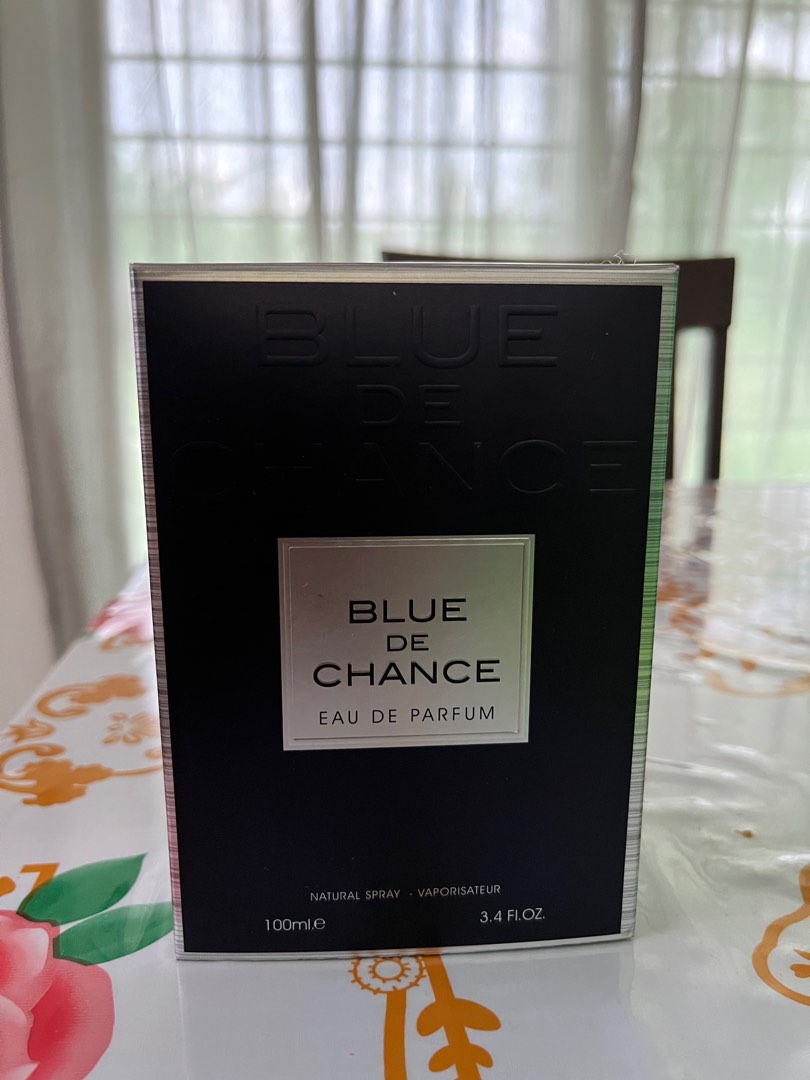 BLUE
DE
CHANCE
BLUE
DE
CHANCE
EAU DE PARFUM
NATURAL SPRAY - VAPORISATEUR
100ml.e 3.4 Fl.OZ.